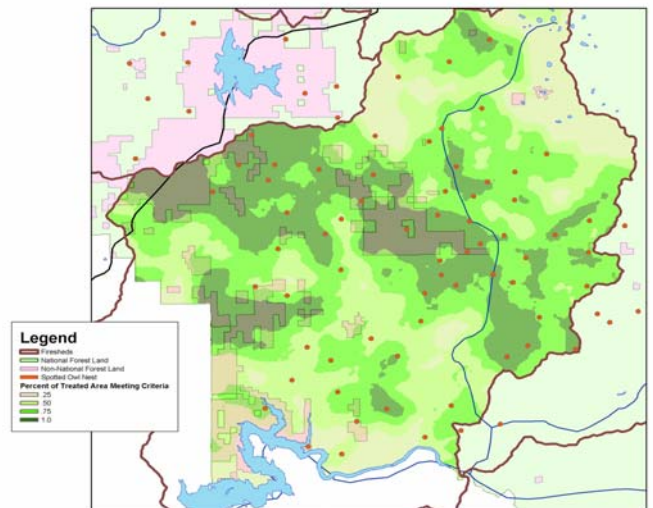 Legend
Firesheds
National Forest Land
Non-National Forest Land
Spotted Owl Nest
Percent of Treated Area Meeting Criteria
.25
.50
.75
1.0